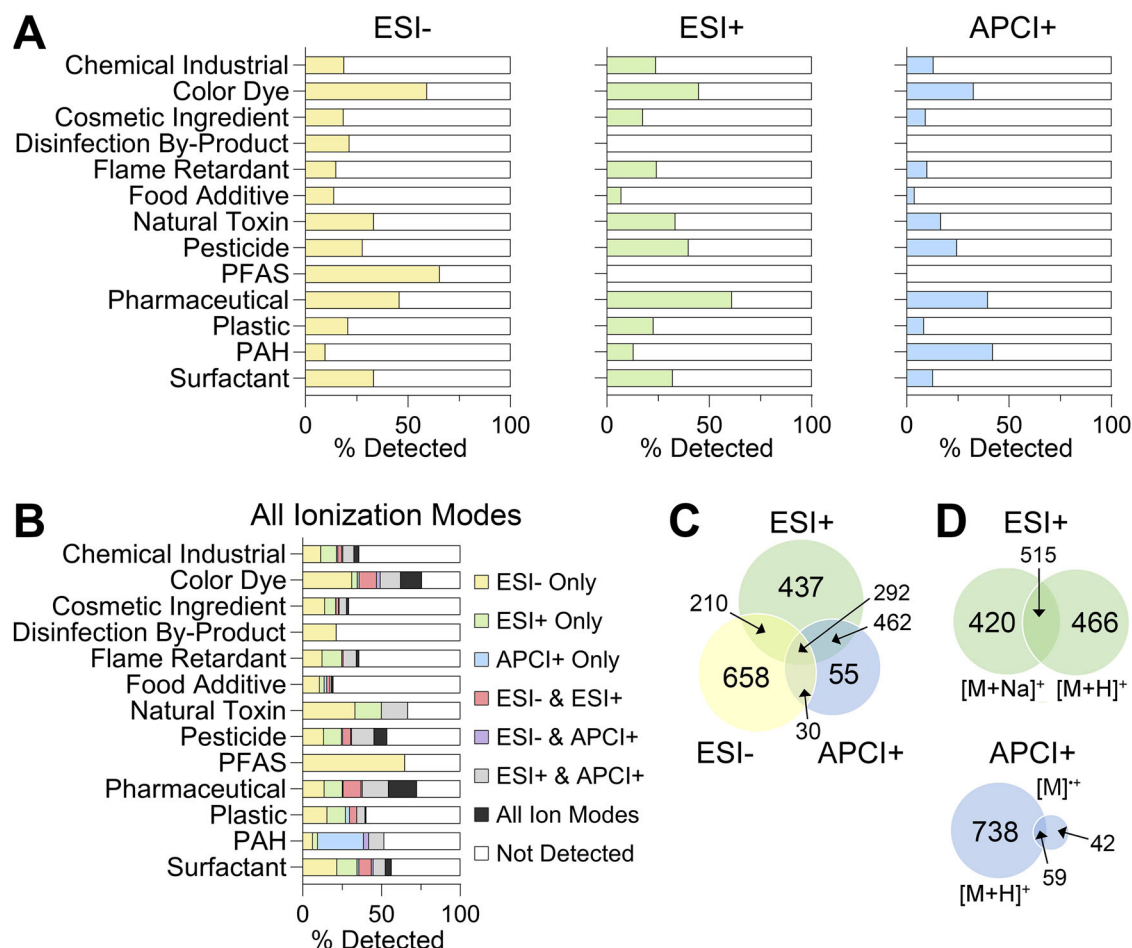 A
ESI-
ESI+
APCI+
Chemical Industrial
Color Dye
Cosmetic Ingredient
Disinfection By-Product
Flame Retardant
Food Additive
Natural Toxin
Pesticide
PFAS
Pharmaceutical
Plastic
PAH
Surfactant
0 50 100
% Detected
0 50 100
% Detected
0 50 100
% Detected
B
All Ionization Modes
Chemical Industrial
Color Dye
Cosmetic Ingredient
Disinfection By-Product
Flame Retardant
Food Additive
Natural Toxin
Pesticide
PFAS
Pharmaceutical
Plastic
PAH
Surfactant
0 50 100
% Detected
ESI- Only
ESI+ Only
APCI+ Only
ESI- & ESI+
ESI- & APCI+
ESI+ & APCI+
All Ion Modes
Not Detected
C
ESI+
437
210
292
462
658
55
30
ESI-
APCI+
D
ESI+
515
420
466
[M+Na]⁺
[M+H]⁺
APCI+
[M]•⁺
738
42
59
[M+H]⁺